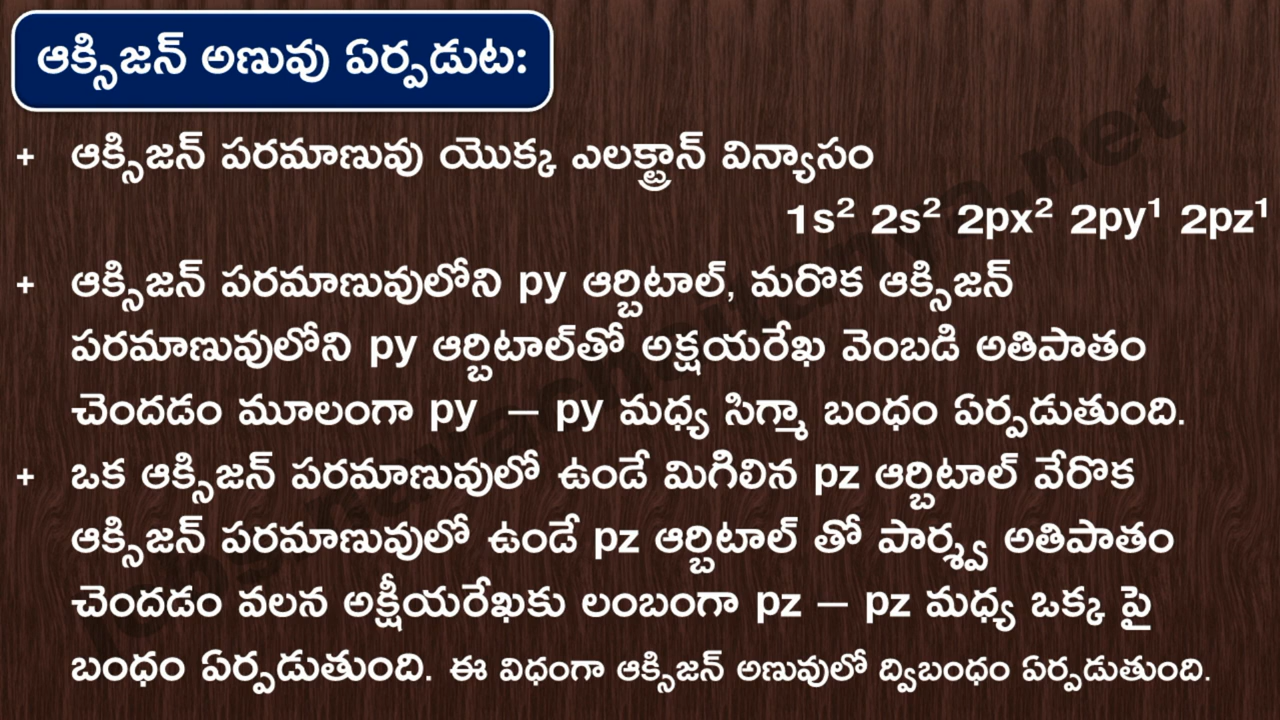 ఆక్సిజన్ అణువు ఏర్పడుట:
+ ఆక్సిజన్ పరమాణువు యొక్క ఎలక్ట్రాన్ విన్యాసం
1s² 2s² 2px² 2py¹ 2pz¹
+ ఆక్సిజన్ పరమాణువులోని py ఆర్బిటాల్, మరొక ఆక్సిజన్
పరమాణువులోని py ఆర్బిటాల్‌తో అక్షయరేఖ వెంబడి అతిపాతం
చెందడం మూలంగా py – py మధ్య సిగ్మా బంధం ఏర్పడుతుంది.
+ ఒక ఆక్సిజన్ పరమాణువులో ఉండే మిగిలిన pz ఆర్బిటాల్ వేరొక
ఆక్సిజన్ పరమాణువులో ఉండే pz ఆర్బిటాల్ తో పార్శ్వ అతిపాతం
చెందడం వలన అక్షీయరేఖకు లంబంగా pz – pz మధ్య ఒక్క పై
బంధం ఏర్పడుతుంది. ఈ విధంగా ఆక్సిజన్ అణువులో ద్విబంధం ఏర్పడుతుంది.